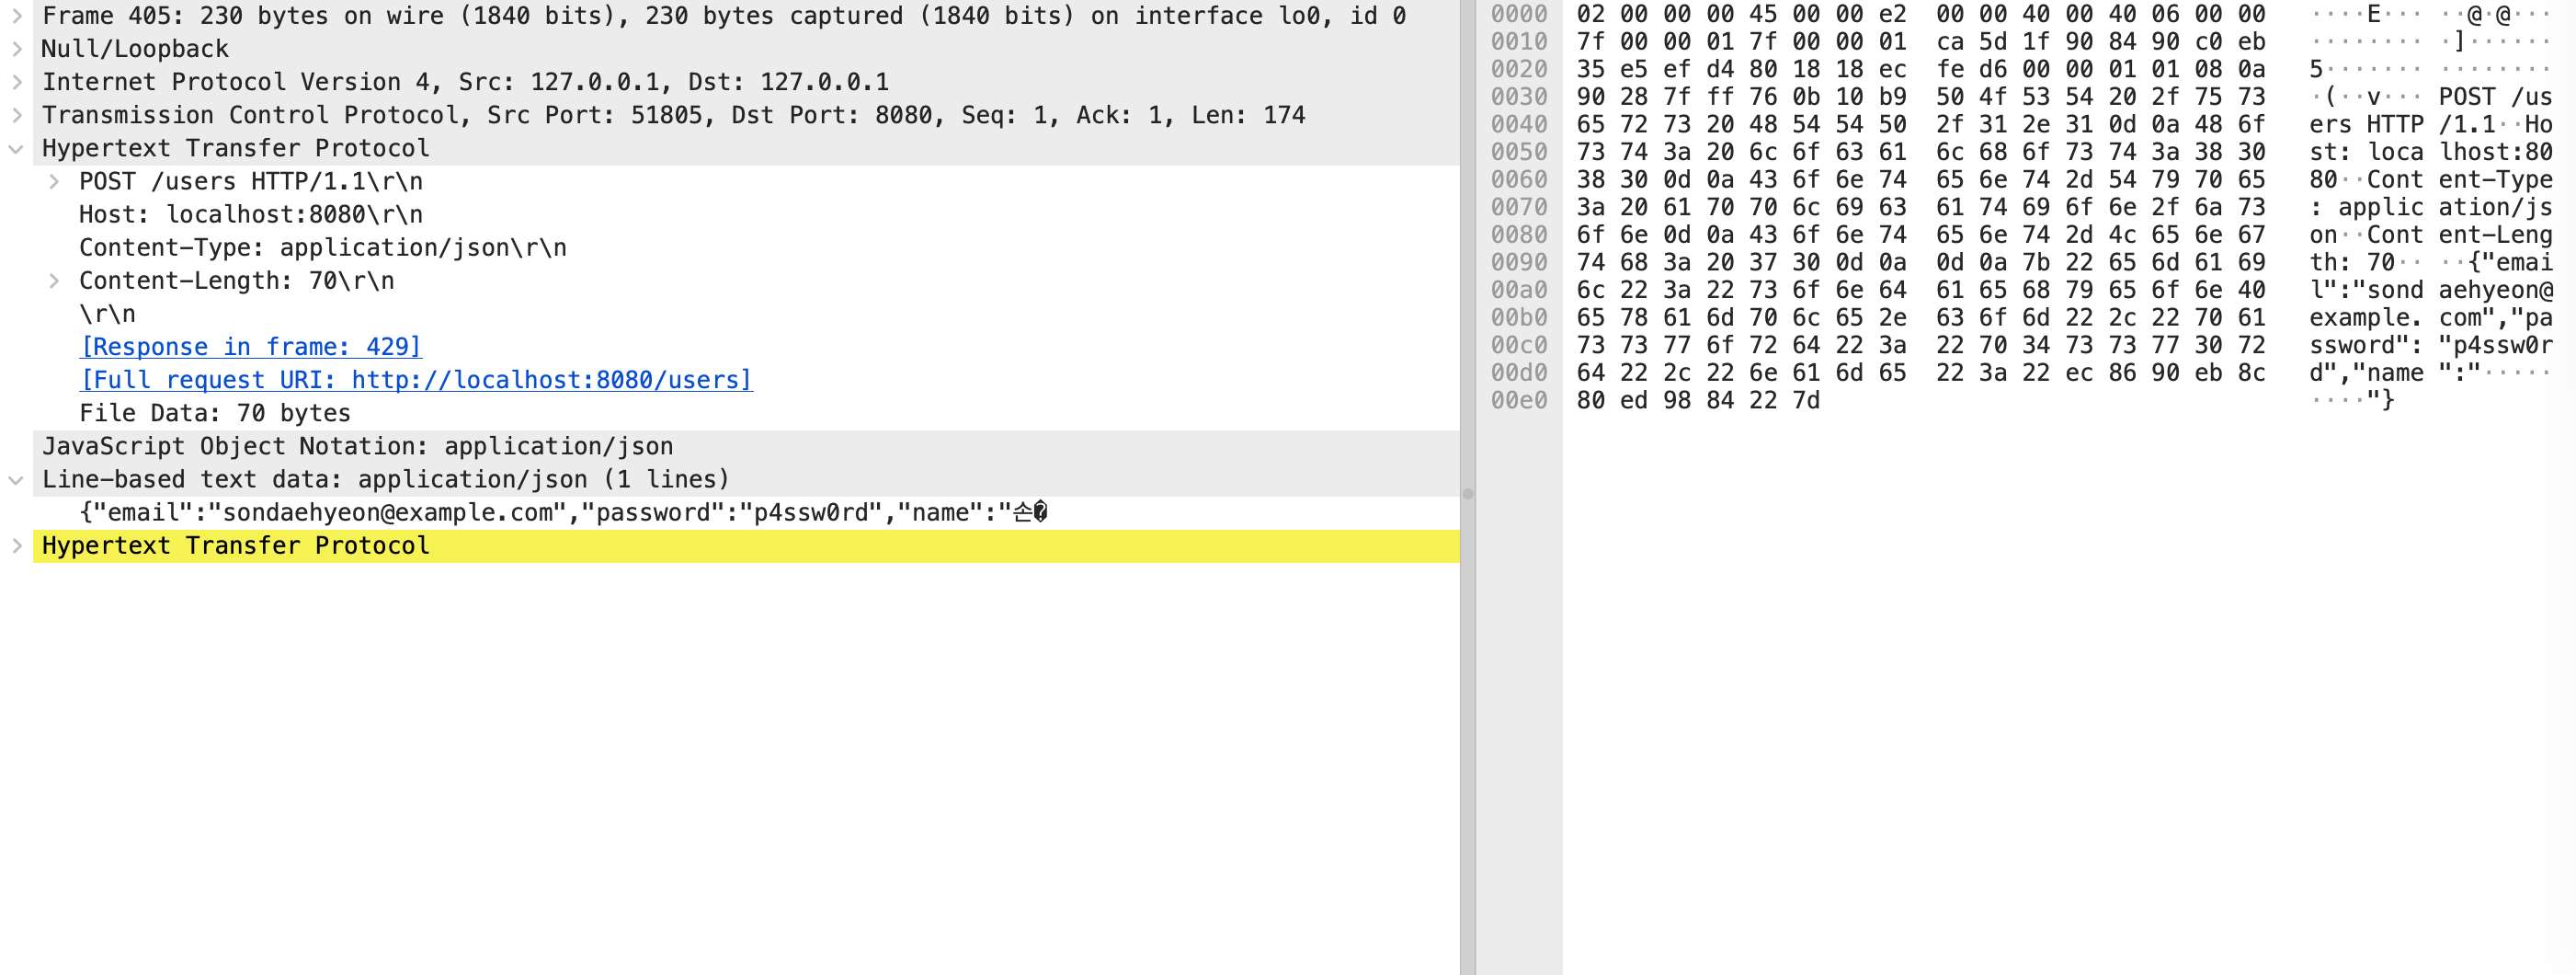 Frame 405: 230 bytes on wire (1840 bits), 230 bytes captured (1840 bits) on interface lo0, id 0
Null/Loopback
Internet Protocol Version 4, Src: 127.0.0.1, Dst: 127.0.0.1
Transmission Control Protocol, Src Port: 51805, Dst Port: 8080, Seq: 1, Ack: 1, Len: 174
Hypertext Transfer Protocol
POST /users HTTP/1.1\r\n
Host: localhost:8080\r\n
Content-Type: application/json\r\n
Content-Length: 70\r\n
\r\n
[Response in frame: 429]
[Full request URI: http://localhost:8080/users]
File Data: 70 bytes
JavaScript Object Notation: application/json
Line-based text data: application/json (1 lines)
{"email":"sondaehyeon@example.com","password":"p4ssw0rd","name":"손�
Hypertext Transfer Protocol
0000 02 00 00 00 45 00 00 e2 00 00 40 00 40 06 00 00 ····E··· ··@·@···
0010 7f 00 00 01 7f 00 00 01 ca 5d 1f 90 84 90 c0 eb ········ ·]······
0020 35 e5 ef d4 80 18 18 ec fe d6 00 00 01 01 08 0a 5······· ········
0030 90 28 7f ff 76 0b 10 b9 50 4f 53 54 20 2f 75 73 ·(··v··· POST /us
0040 65 72 73 20 48 54 54 50 2f 31 2e 31 0d 0a 48 6f ers HTTP /1.1··Ho
0050 73 74 3a 20 6c 6f 63 61 6c 68 6f 73 74 3a 38 30 st: loca lhost:80
0060 38 30 0d 0a 43 6f 6e 74 65 6e 74 2d 54 79 70 65 80··Cont ent-Type
0070 3a 20 61 70 70 6c 69 63 61 74 69 6f 6e 2f 6a 73 : applic ation/js
0080 6f 6e 0d 0a 43 6f 6e 74 65 6e 74 2d 4c 65 6e 67 on··Cont ent-Leng
0090 74 68 3a 20 37 30 0d 0a 0d 0a 7b 22 65 6d 61 69 th: 70·· ··{"emai
00a0 6c 22 3a 22 73 6f 6e 64 61 65 68 79 65 6f 6e 40 l":"sond aehyeon@
00b0 65 78 61 6d 70 6c 65 2e 63 6f 6d 22 2c 22 70 61 example. com","pa
00c0 73 73 77 6f 72 64 22 3a 22 70 34 73 73 77 30 72 ssword": "p4ssw0r
00d0 64 22 2c 22 6e 61 6d 65 22 3a 22 ec 86 90 eb 8c d","name ":"·····
00e0 80 ed 98 84 22 7d ····"}